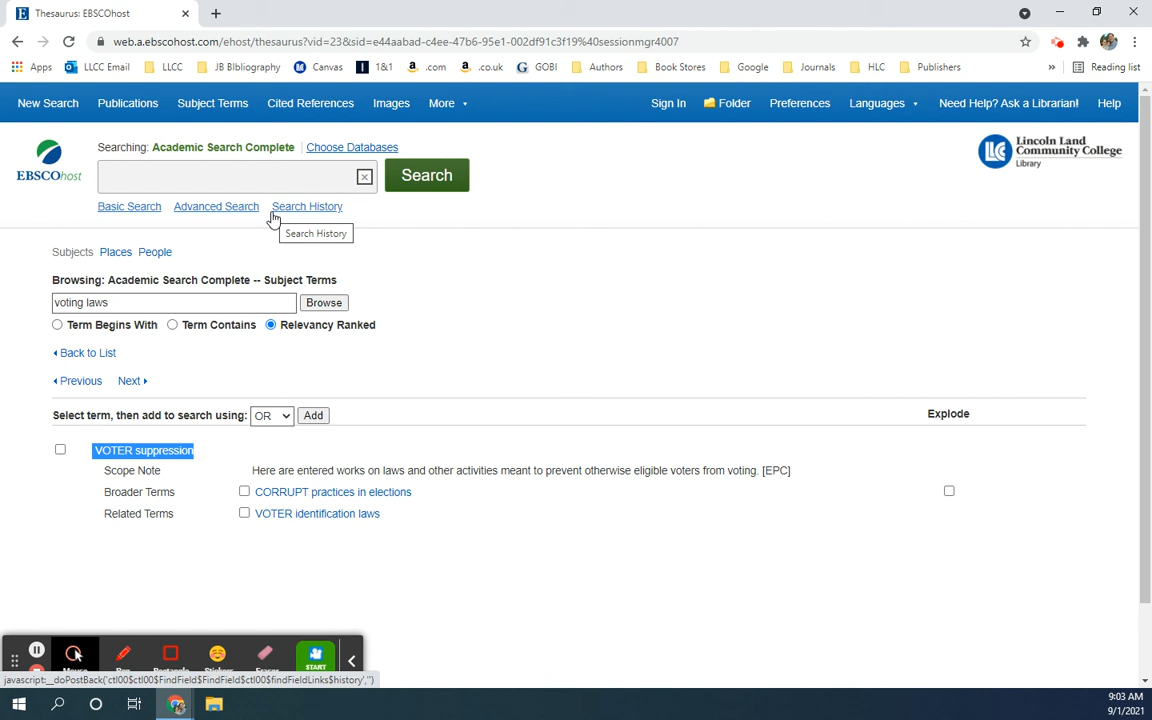 Thesaurus: EBSCOhost
web.a.ebscohost.com/ehost/thesaurus?vid=23&sid=e44aabad-c4ee-47b6-95e1-002df91c3f19%40sessionmgr4007
Apps LLCC Email LLCC JB BIbliography Canvas 1&1 .com .co.uk GOBI Authors Book Stores Google Journals HLC Publishers » Reading list
New Search Publications Subject Terms Cited References Images More Sign In Folder Preferences Languages Need Help? Ask a Librarian! Help
Searching: Academic Search Complete Choose Databases
EBSCOhost
Search
LLCC Lincoln Land Community College Library
Basic Search Advanced Search Search History
Search History
Subjects Places People
Browsing: Academic Search Complete -- Subject Terms
voting laws Browse
Term Begins With Term Contains Relevancy Ranked
Back to List
Previous Next
Select term, then add to search using: OR Add Explode
VOTER suppression
Scope Note Here are entered works on laws and other activities meant to prevent otherwise eligible voters from voting. [EPC]
Broader Terms CORRUPT practices in elections
Related Terms VOTER identification laws
START
javascript:__doPostBack('ctl00$ctl00$FindField$FindField$ctl00$findFieldLinks$history','')
9:03 AM
9/1/2021